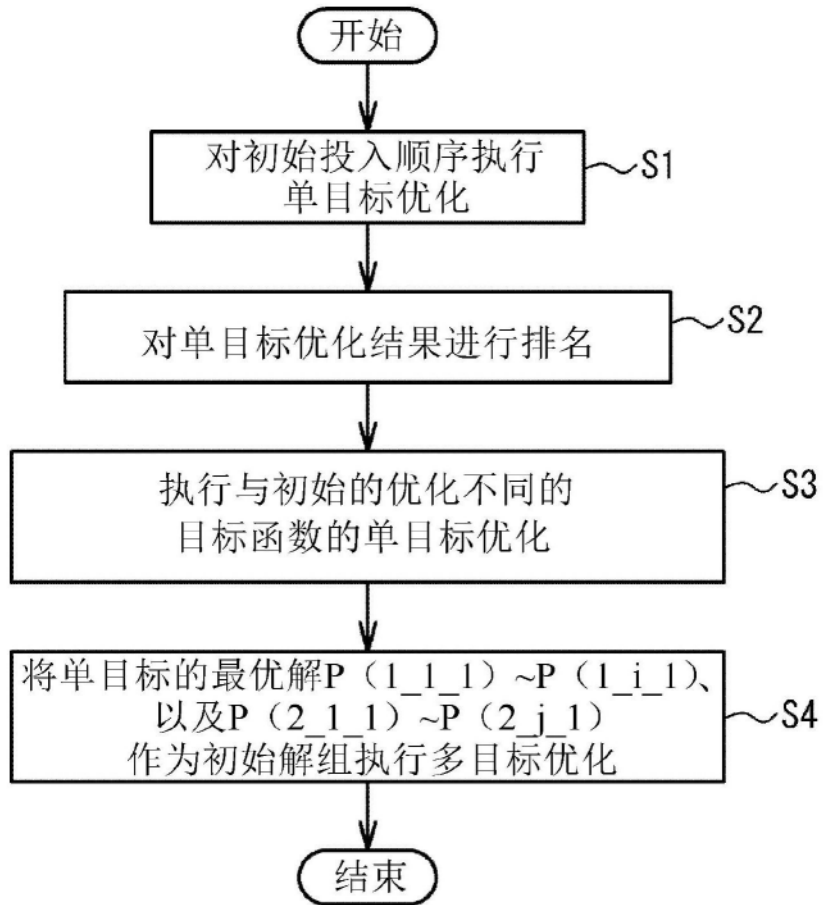 开始
对初始投入顺序执行
单目标优化
S1
对单目标优化结果进行排名
S2
执行与初始的优化不同的
目标函数的单目标优化
S3
将单目标的最优解P（1_1_1）~P（1_i_1）、
以及P（2_1_1）~P（2_j_1）
作为初始解组执行多目标优化
S4
结束